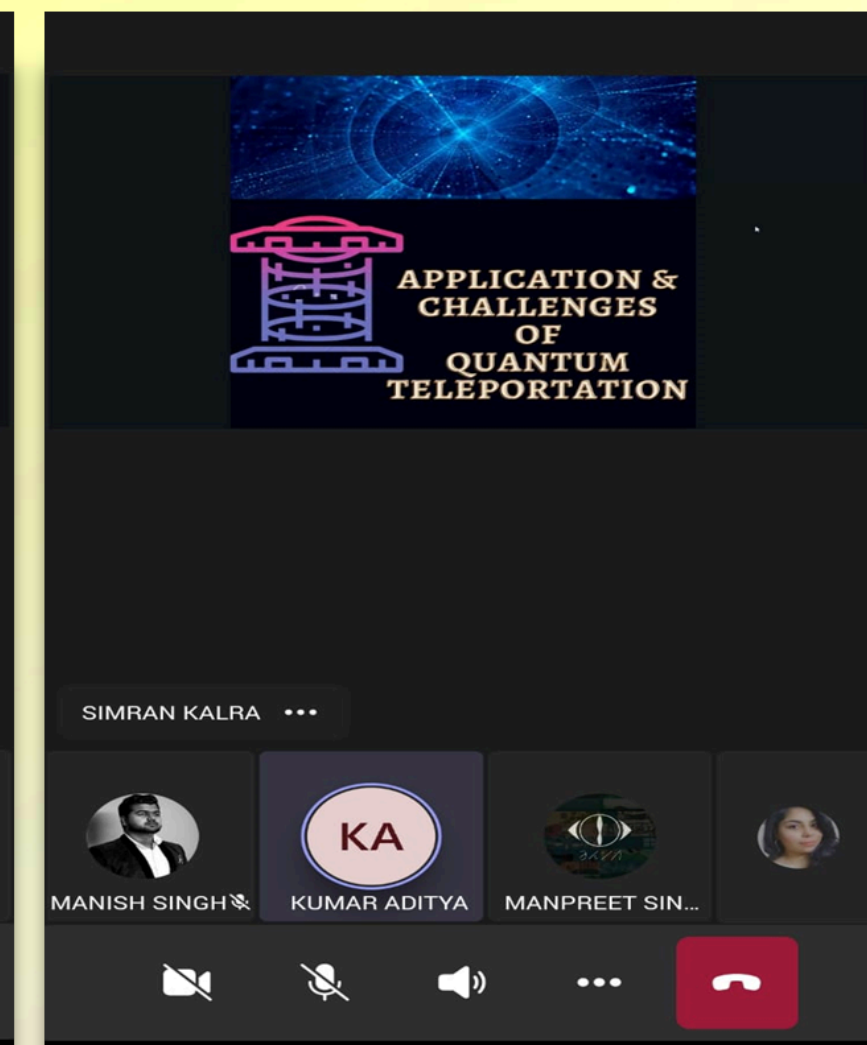 APPLICATION &
CHALLENGES
OF
QUANTUM
TELEPORTATION
SIMRAN KALRA
MANISH SINGH
KA
KUMAR ADITYA
MANPREET SIN...